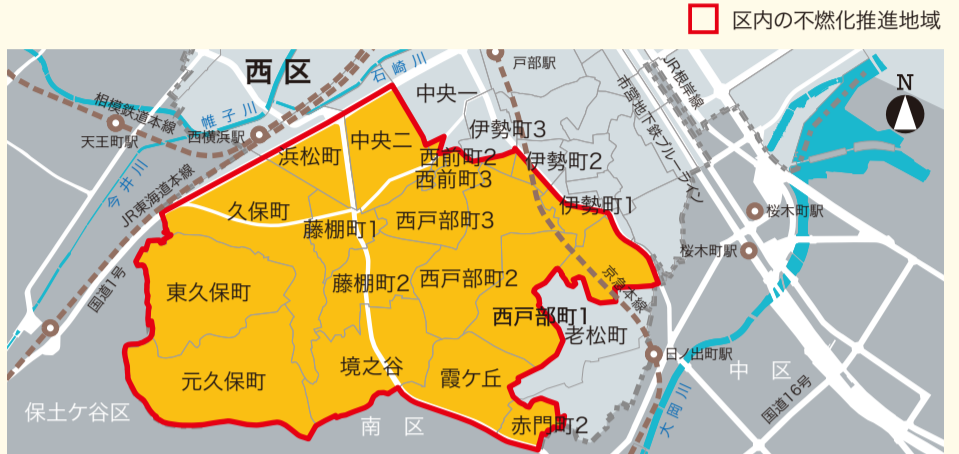 区内の不燃化推進地域
西区
石崎川
戸部駅
市営地下鉄ブルーライン
JR根岸線
N
中央一
相模鉄道本線
帷子川
天王町駅
西横浜駅
中央二
伊勢町3
浜松町
西前町2
伊勢町2
今井川
西前町3
JR東海道本線
久保町
藤棚町1
西戸部町3
伊勢町1
桜木町駅
桜木町駅
国道1号
東久保町
藤棚町2
西戸部町2
京急本線
西戸部町1
老松町
日ノ出町駅
元久保町
境之谷
霞ケ丘
中区
国道16号
保土ケ谷区
南区
赤門町2
大岡川